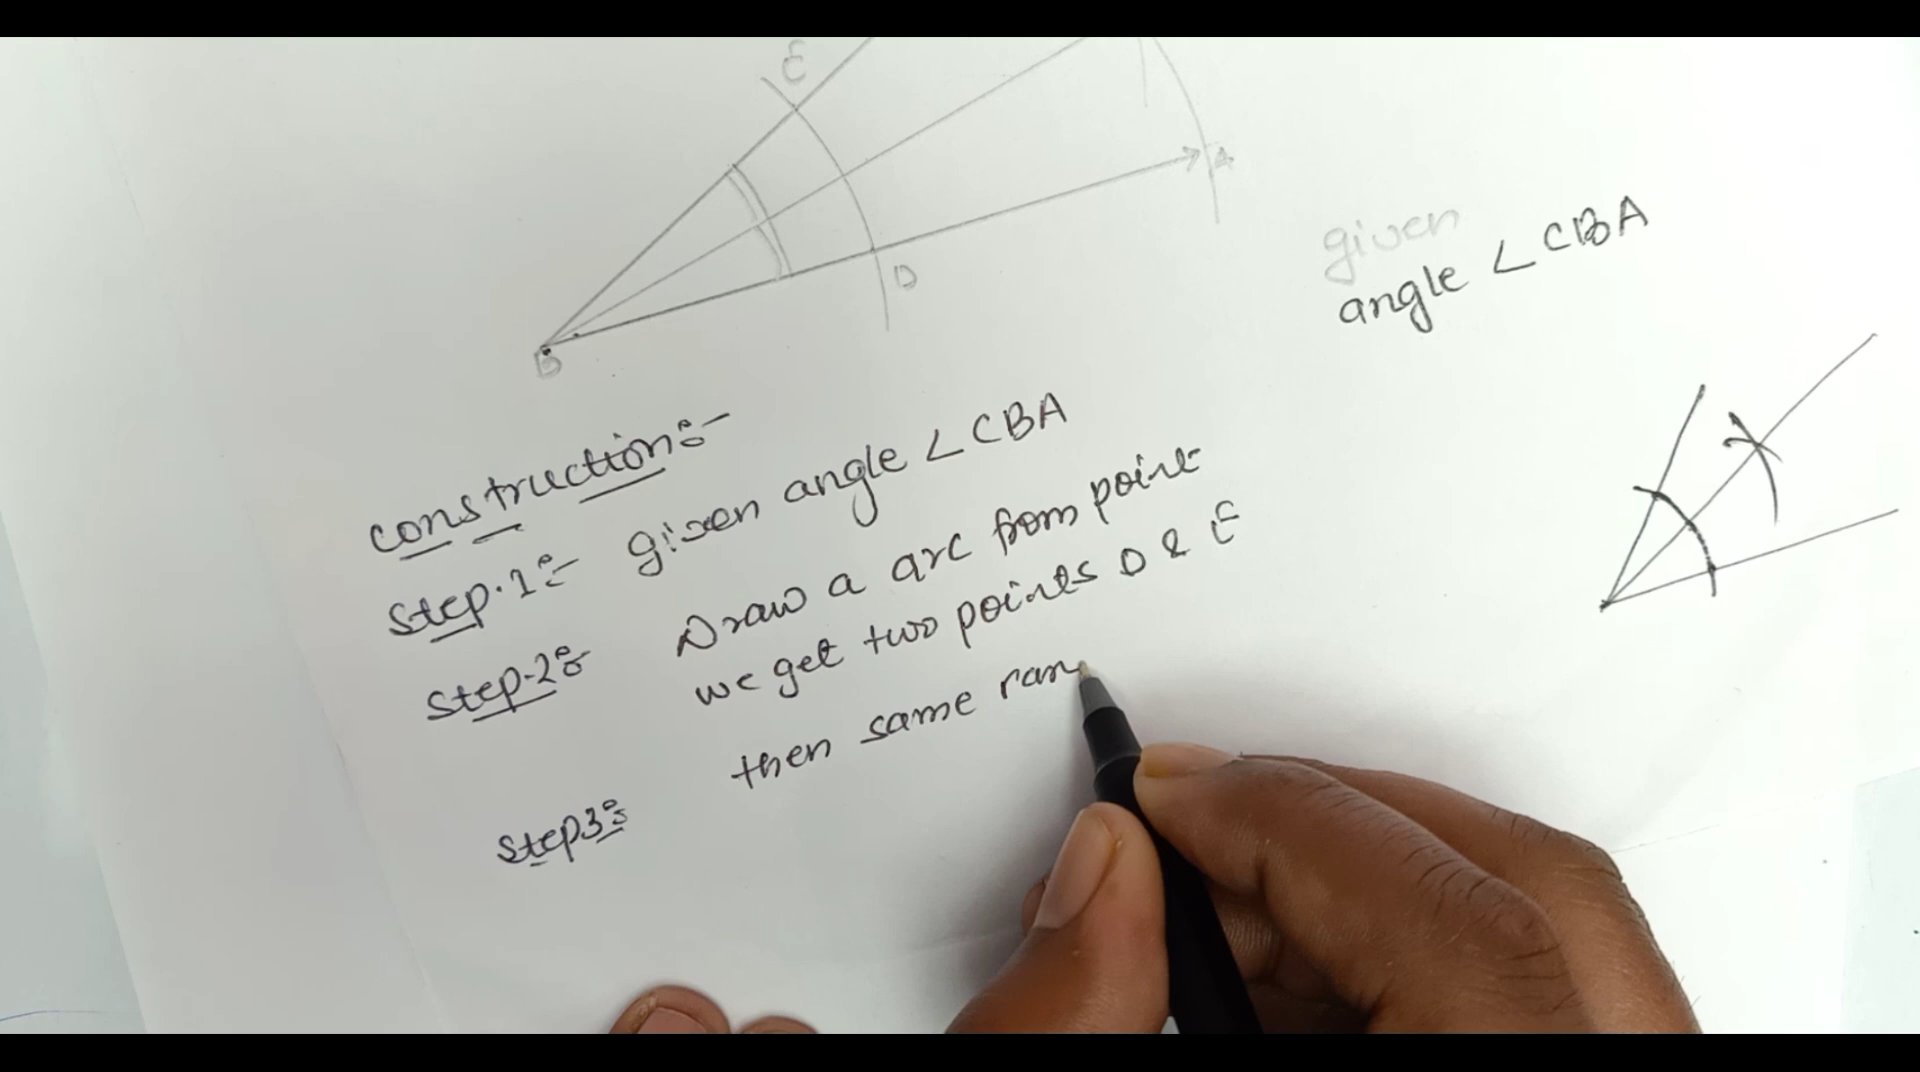 E
A
D
B
given
angle ∠CBA
construction:-
Step.1:- given angle ∠CBA
Step-2:- Draw a arc from point
we get two points D & E
then same ran
Step3: